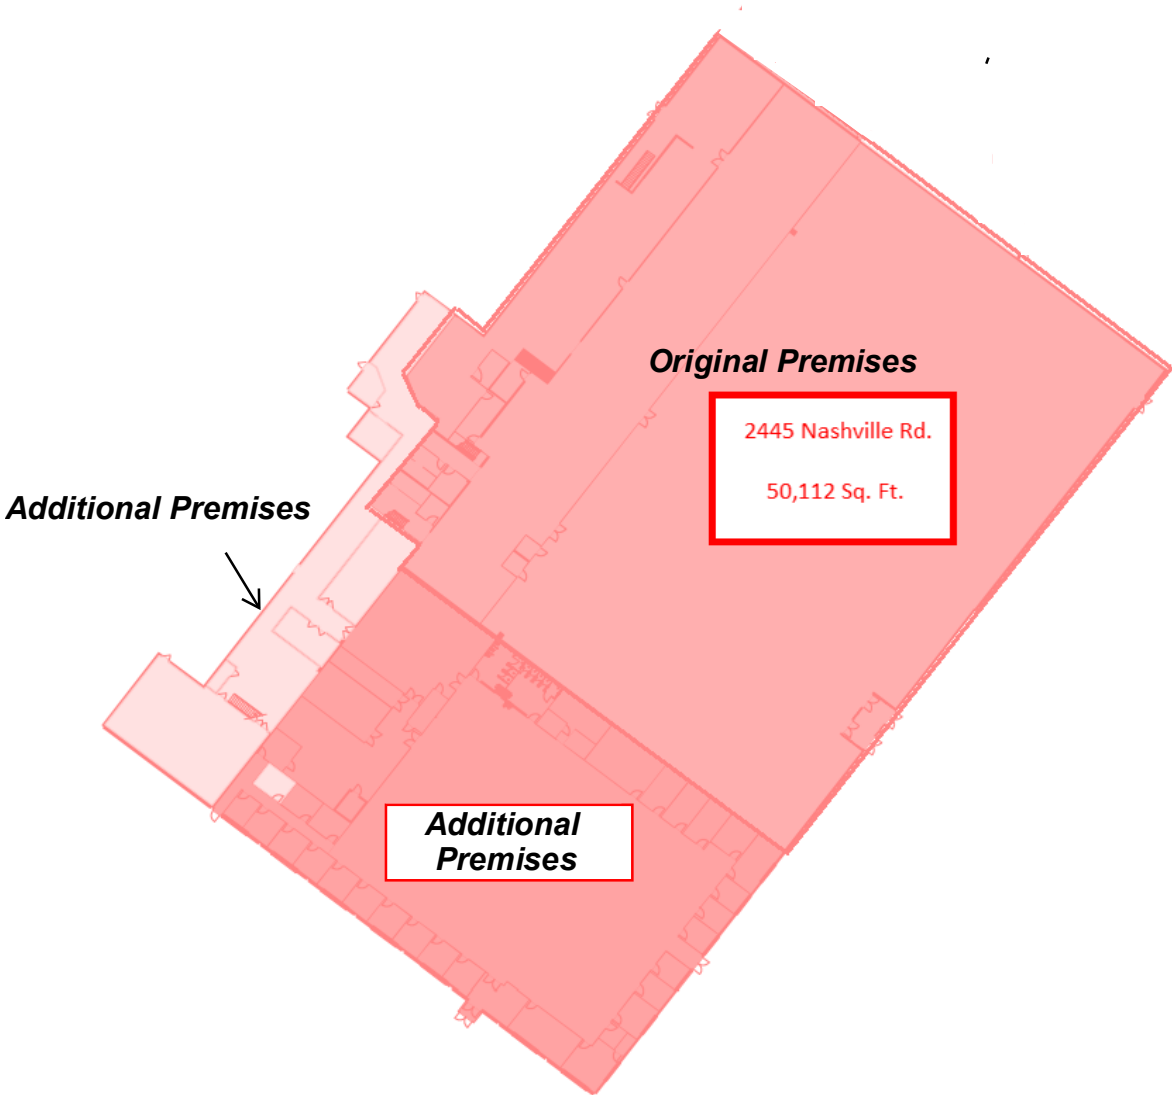 Original Premises
2445 Nashville Rd.
50,112 Sq. Ft.
Additional Premises
Additional
Premises